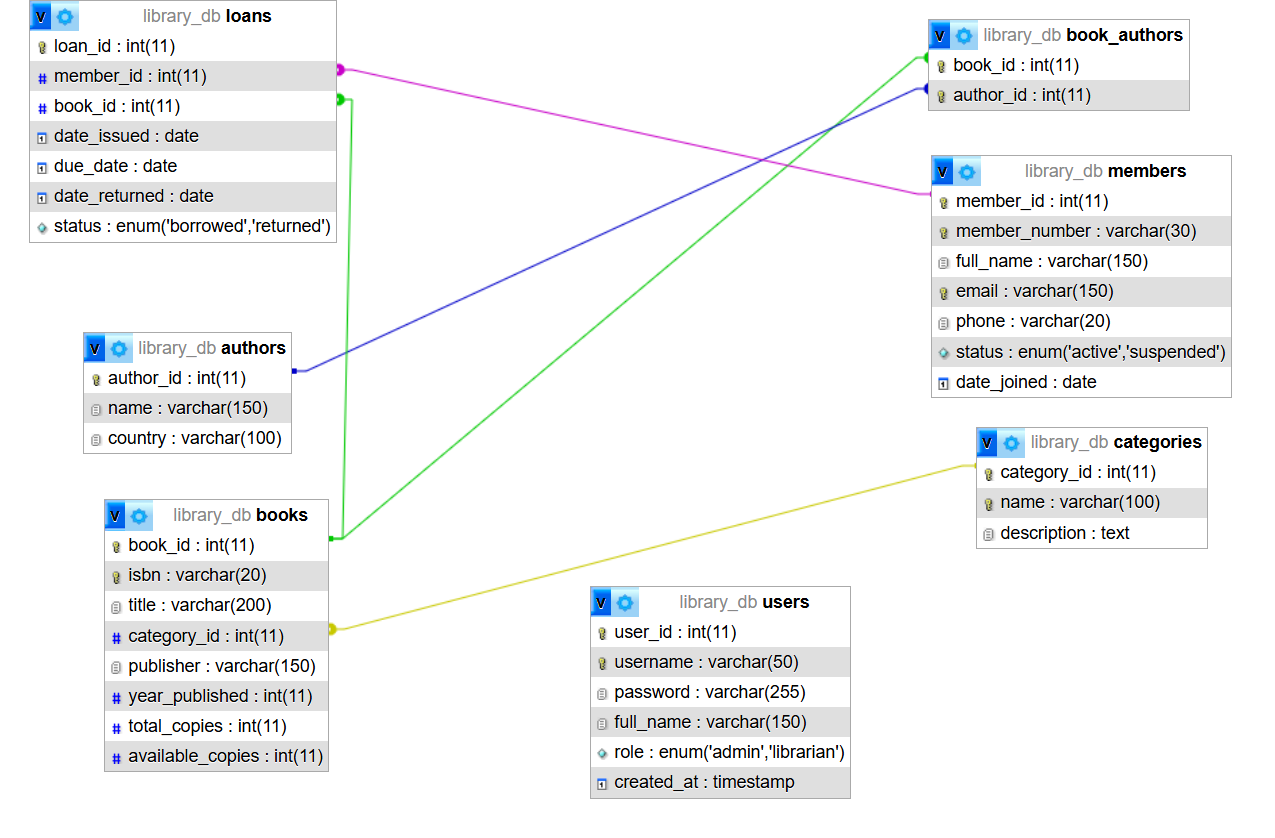 V library_db loans
loan_id : int(11)
# member_id : int(11)
# book_id : int(11)
date_issued : date
due_date : date
date_returned : date
status : enum('borrowed','returned')
V library_db book_authors
book_id : int(11)
author_id : int(11)
V library_db members
member_id : int(11)
member_number : varchar(30)
full_name : varchar(150)
email : varchar(150)
phone : varchar(20)
status : enum('active','suspended')
date_joined : date
V library_db authors
author_id : int(11)
name : varchar(150)
country : varchar(100)
V library_db categories
category_id : int(11)
name : varchar(100)
description : text
V library_db books
book_id : int(11)
isbn : varchar(20)
title : varchar(200)
# category_id : int(11)
publisher : varchar(150)
# year_published : int(11)
# total_copies : int(11)
# available_copies : int(11)
V library_db users
user_id : int(11)
username : varchar(50)
password : varchar(255)
full_name : varchar(150)
role : enum('admin','librarian')
created_at : timestamp